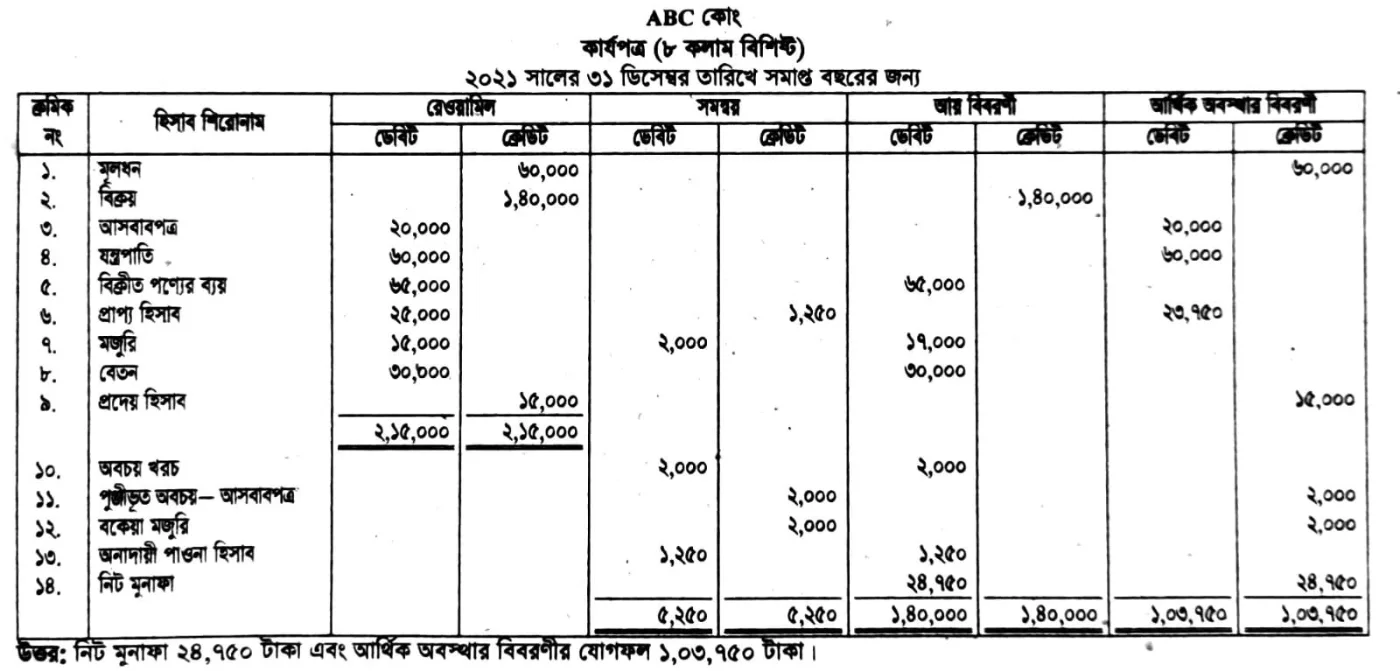 ABC কোং
কার্যপত্র (৮ কলাম বিশিষ্ট)
২০২১ সালের ৩১ ডিসেম্বর তারিখে সমাপ্ত বছরের জন্য
ক্রমিক নং হিসাব শিরোনাম রেওয়ামিল সমন্বয় আয় বিবরণী আর্থিক অবস্থার বিবরণী
ডেবিট ক্রেডিট ডেবিট ক্রেডিট ডেবিট ক্রেডিট ডেবিট ক্রেডিট
১. মূলধন ৬০,০০০ ৬০,০০০
২. বিক্রয় ১,৪০,০০০ ১,৪০,০০০
৩. আসবাবপত্র ২০,০০০ ২০,০০০
৪. যন্ত্রপাতি ৬০,০০০ ৬০,০০০
৫. বিক্রীত পণ্যের ব্যয় ৬৫,০০০ ৬৫,০০০
৬. প্রাপ্য হিসাব ২৫,০০০ ১,২৫০ ২৩,৭৫০
৭. মজুরি ১৫,০০০ ২,০০০ ১৭,০০০
৮. বেতন ৩০,০০০ ৩০,০০০
৯. প্রদেয় হিসাব ১৫,০০০ ১৫,০০০
২,১৫,০০০ ২,১৫,০০০
১০. অবচয় খরচ ২,০০০ ২,০০০
১১. পুঞ্জীভূত অবচয়– আসবাবপত্র ২,০০০ ২,০০০
১২. বকেয়া মজুরি ২,০০০ ২,০০০
১৩. অনাদায়ী পাওনা হিসাব ১,২৫০ ১,২৫০
১৪. নিট মুনাফা ২৪,৭৫০ ২৪,৭৫০
৫,২৫০ ৫,২৫০ ১,৪০,০০০ ১,৪০,০০০ ১,০৩,৭৫০ ১,০৩,৭৫০
উত্তর: নিট মুনাফা ২৪,৭৫০ টাকা এবং আর্থিক অবস্থার বিবরণীর যোগফল ১,০৩,৭৫০ টাকা।